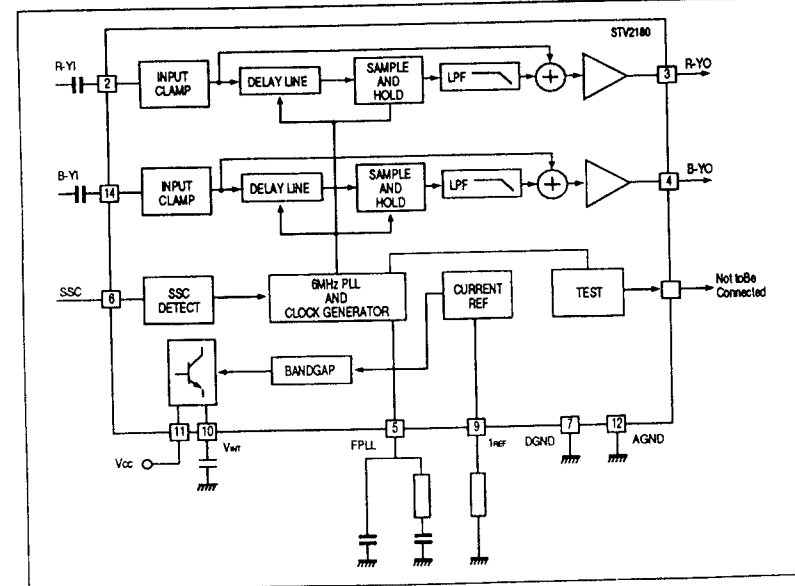 STV2180
R-YI
2
INPUT
CLAMP
DELAY LINE
SAMPLE
AND
HOLD
LPF
3
R-YO
B-YI
14
INPUT
CLAMP
DELAY LINE
SAMPLE
AND
HOLD
LPF
4
B-YO
SSC
6
SSC
DETECT
6MHz PLL
AND
CLOCK GENERATOR
CURRENT
REF
TEST
Not toBe
Connected
BANDGAP
11
10
5
9
7
12
VCC
VINT
FPLL
IREF
DGND
AGND